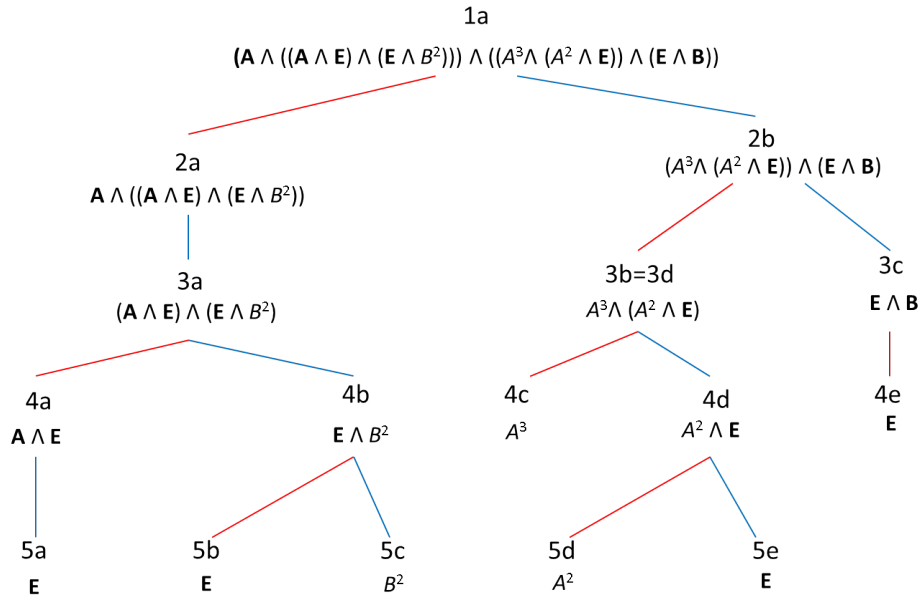 1a
(A ∧ ((A ∧ E) ∧ (E ∧ B²))) ∧ ((A³∧ (A² ∧ E)) ∧ (E ∧ B))
2a
A ∧ ((A ∧ E) ∧ (E ∧ B²))
2b
(A³∧ (A² ∧ E)) ∧ (E ∧ B)
3a
(A ∧ E) ∧ (E ∧ B²)
3b=3d
A³∧ (A² ∧ E)
3c
E ∧ B
4a
A ∧ E
4b
E ∧ B²
4c
A³
4d
A² ∧ E
4e
E
5a
E
5b
E
5c
B²
5d
A²
5e
E